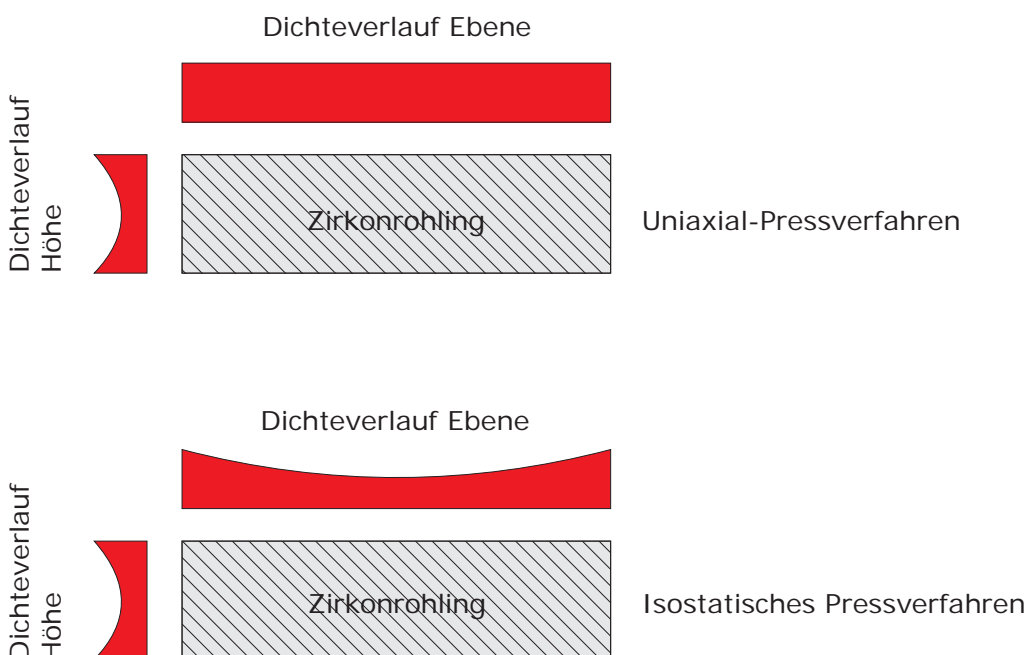 Dichteverlauf Ebene
Dichteverlauf
Höhe
Zirkonrohling
Uniaxial-Pressverfahren
Dichteverlauf Ebene
Dichteverlauf
Höhe
Zirkonrohling
Isostatisches Pressverfahren